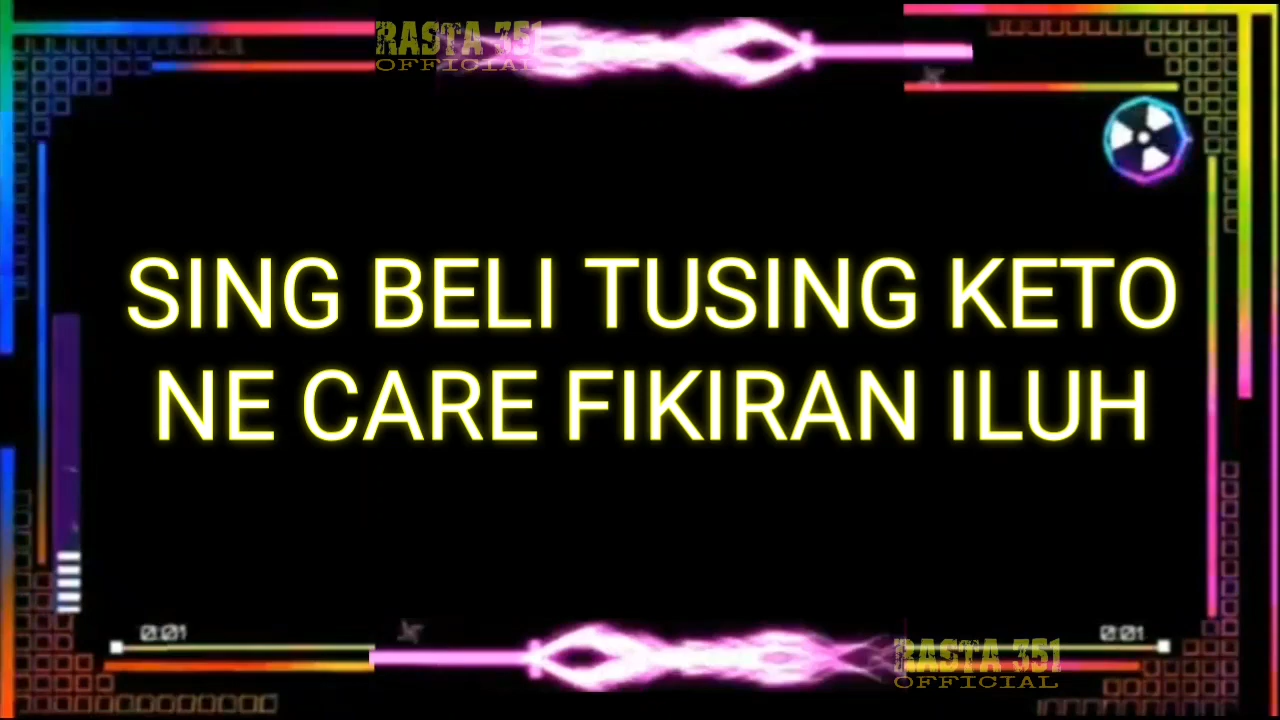 RASTA 351
OFFICIAL
SING BELI TUSING KETO
NE CARE FIKIRAN ILUH
0:01
0:01
RASTA 351
OFFICIAL